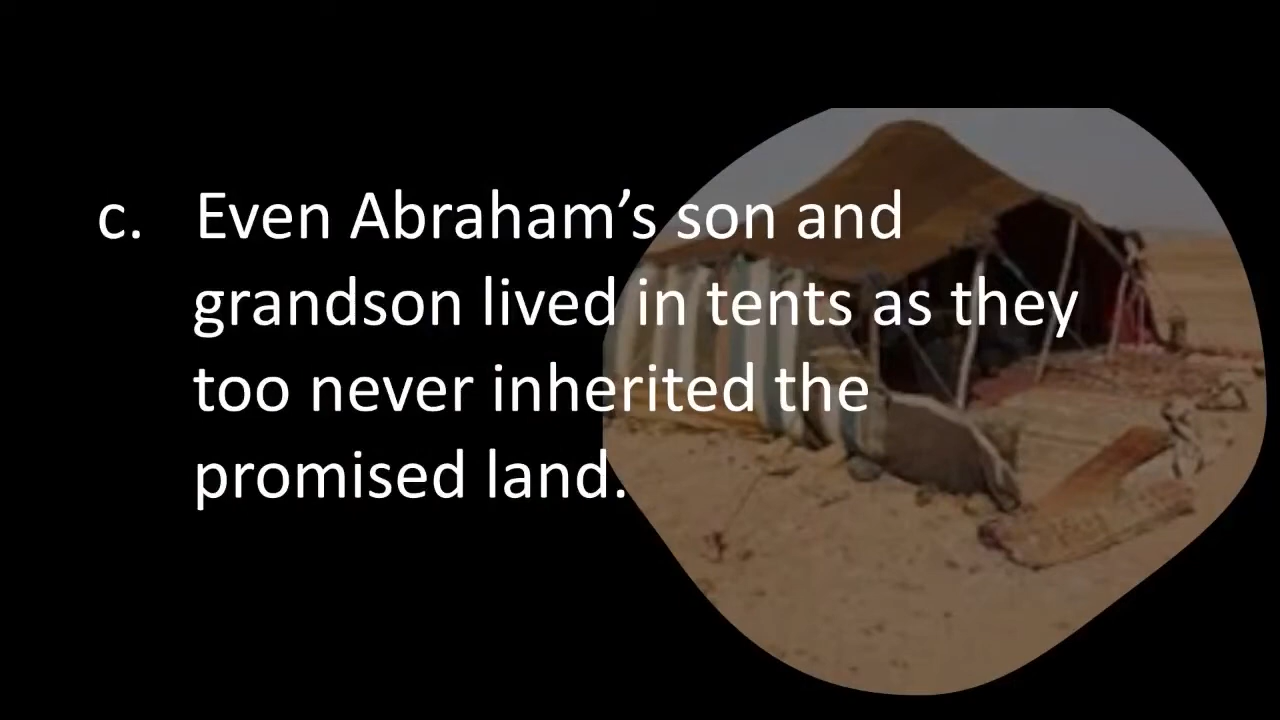 c. Even Abraham’s son and
grandson lived in tents as they
too never inherited the
promised land.